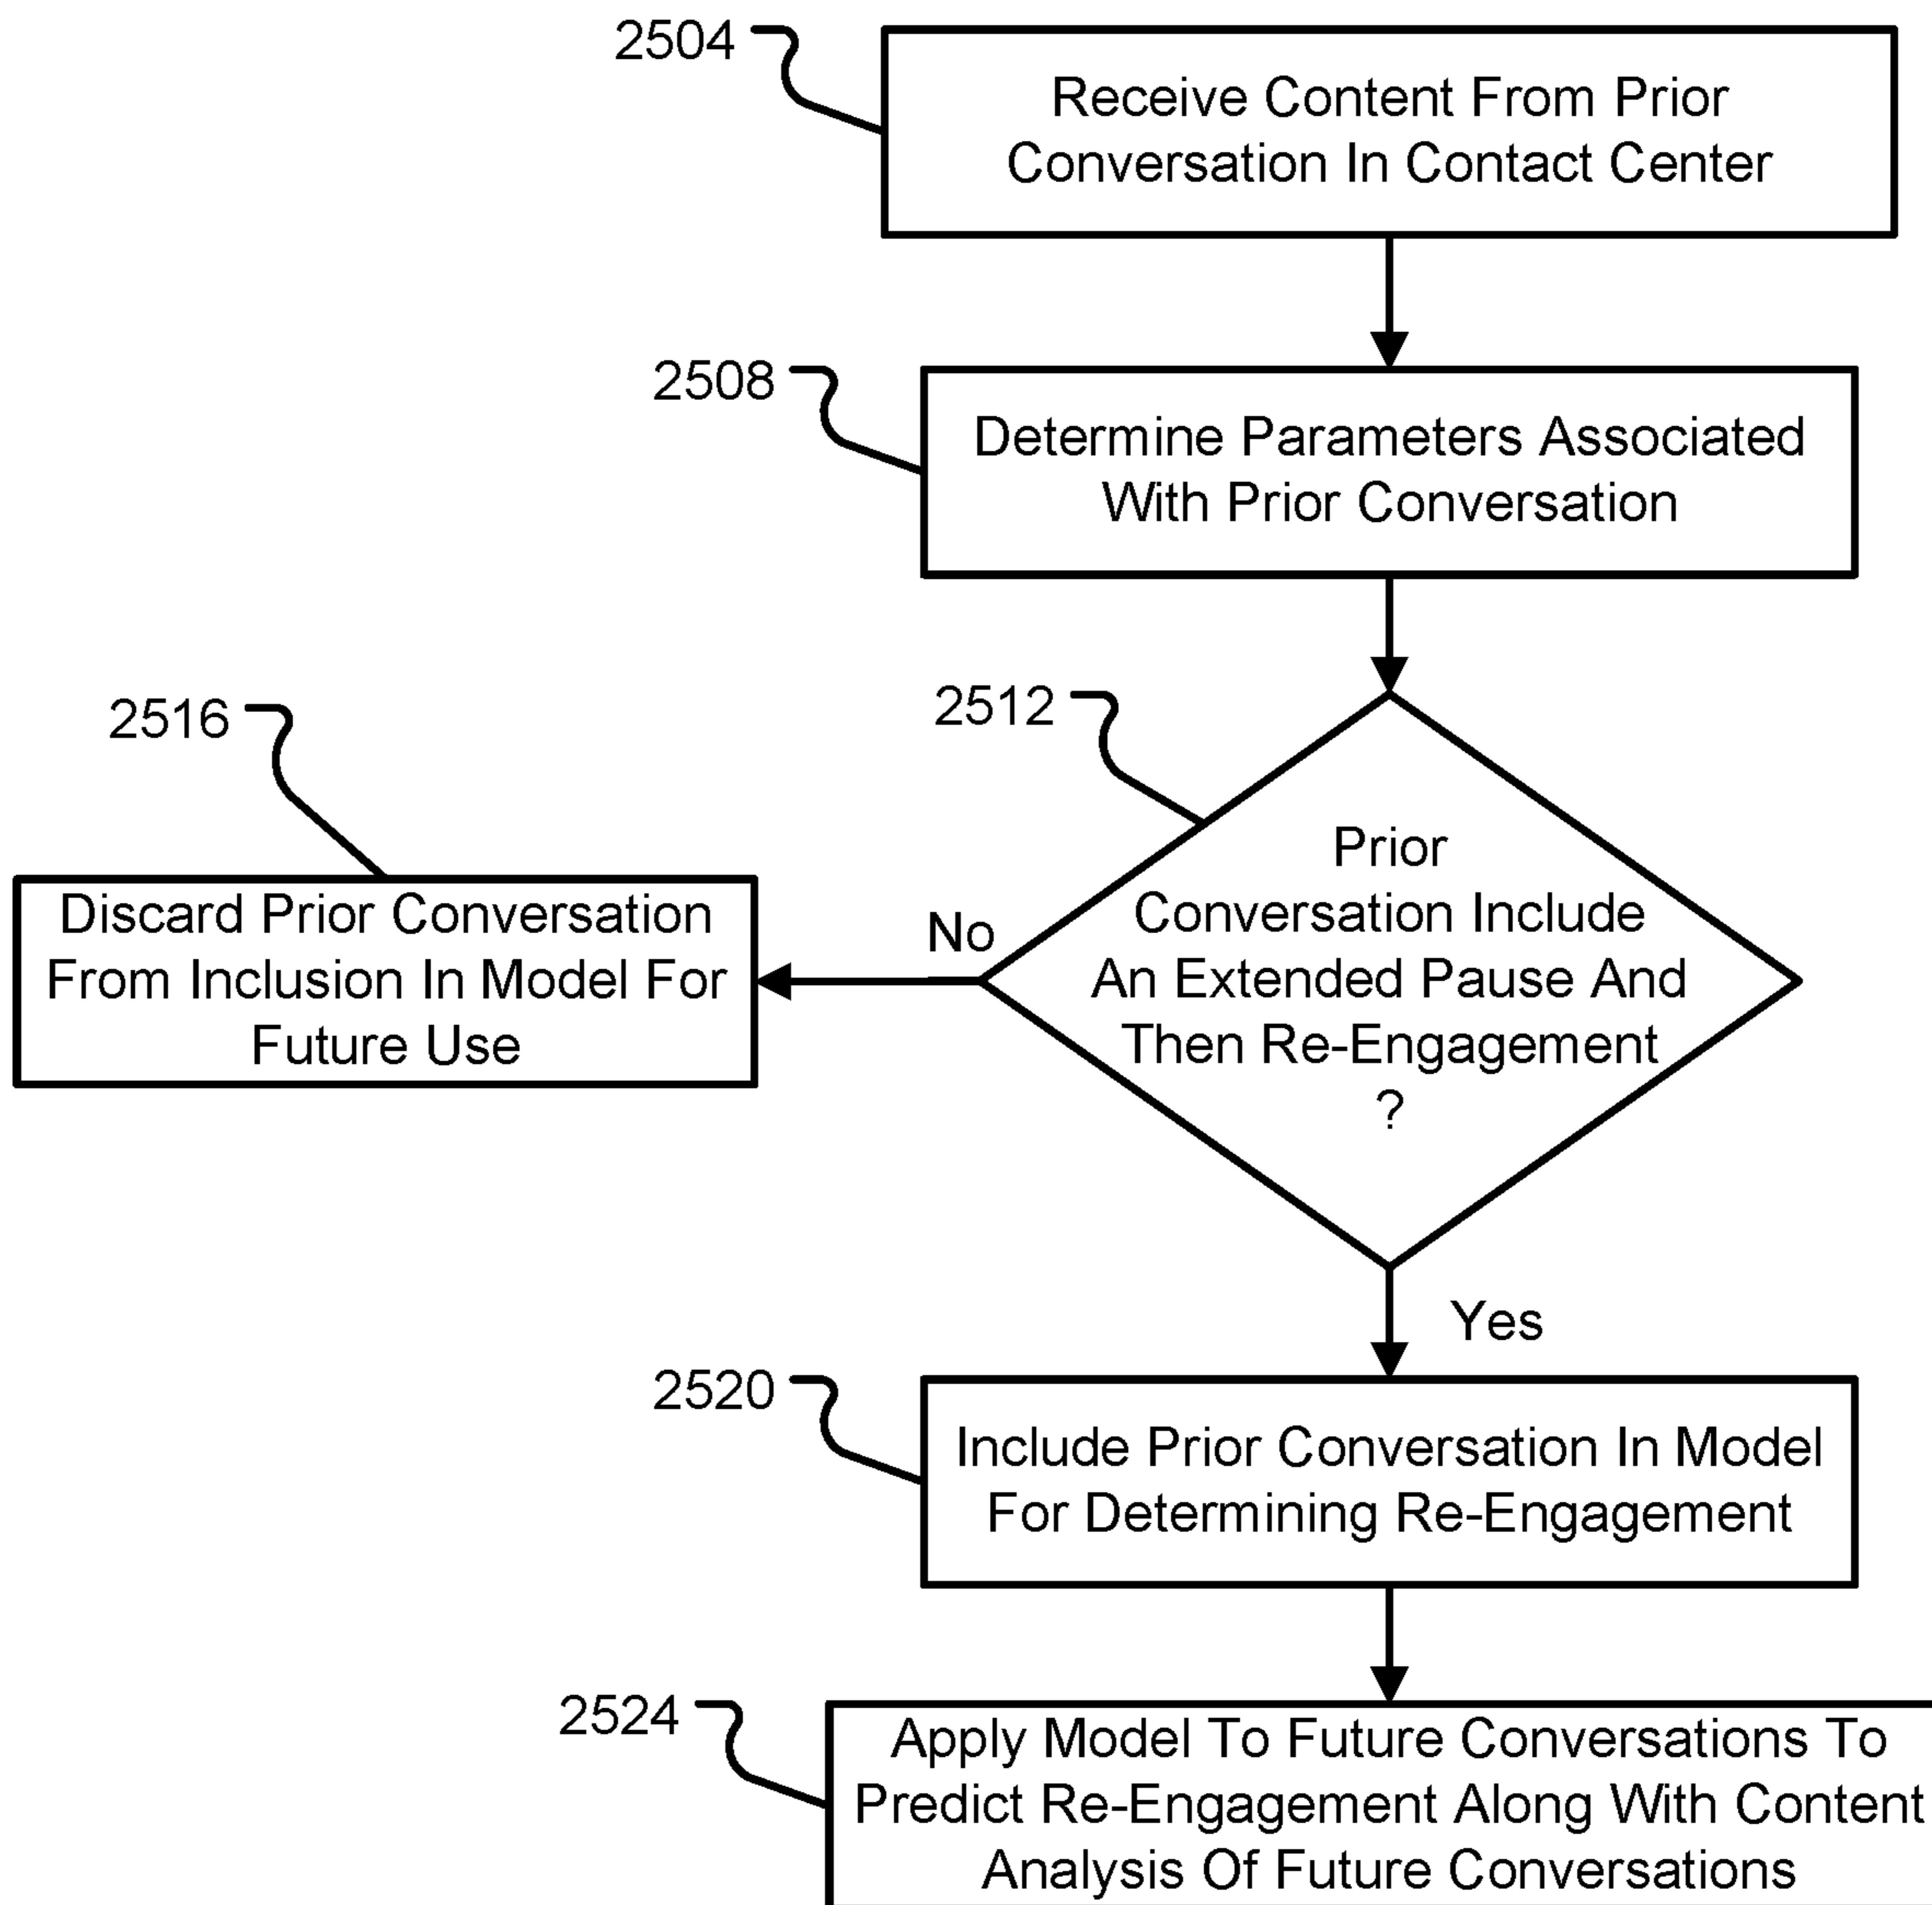 2504
Receive Content From Prior
Conversation In Contact Center
2508
Determine Parameters Associated
With Prior Conversation
2512
Prior
Conversation Include
An Extended Pause And
Then Re-Engagement
?
No
2516
Discard Prior Conversation
From Inclusion In Model For
Future Use
Yes
2520
Include Prior Conversation In Model
For Determining Re-Engagement
2524
Apply Model To Future Conversations To
Predict Re-Engagement Along With Content
Analysis Of Future Conversations